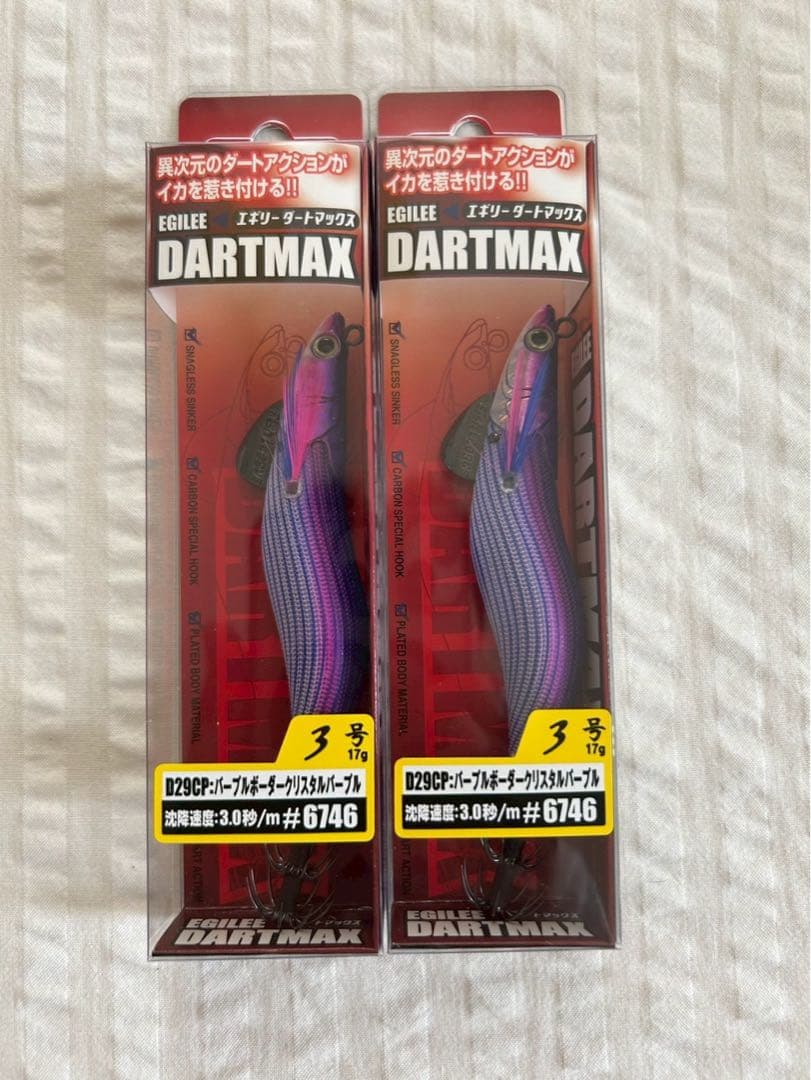 異次元のダートアクションが
イカを惹き付ける!!
EGILEE エギリーダートマックス
DARTMAX
SNAGLESS SINKER
CARBON SPECIAL HOOK
PLATED BODY MATERIAL
3号
17g
D29CP:パープルボーダークリスタルパープル
沈降速度:3.0秒/m #6746
EGILEE
DARTMAX
異次元のダートアクションが
イカを惹き付ける!!
EGILEE エギリーダートマックス
DARTMAX
SNAGLESS SINKER
CARBON SPECIAL HOOK
PLATED BODY MATERIAL
DARTMA
3号
17g
D29CP:パープルボーダークリスタルパープル
沈降速度:3.0秒/m #6746
EGILEE トマックス
DARTMAX